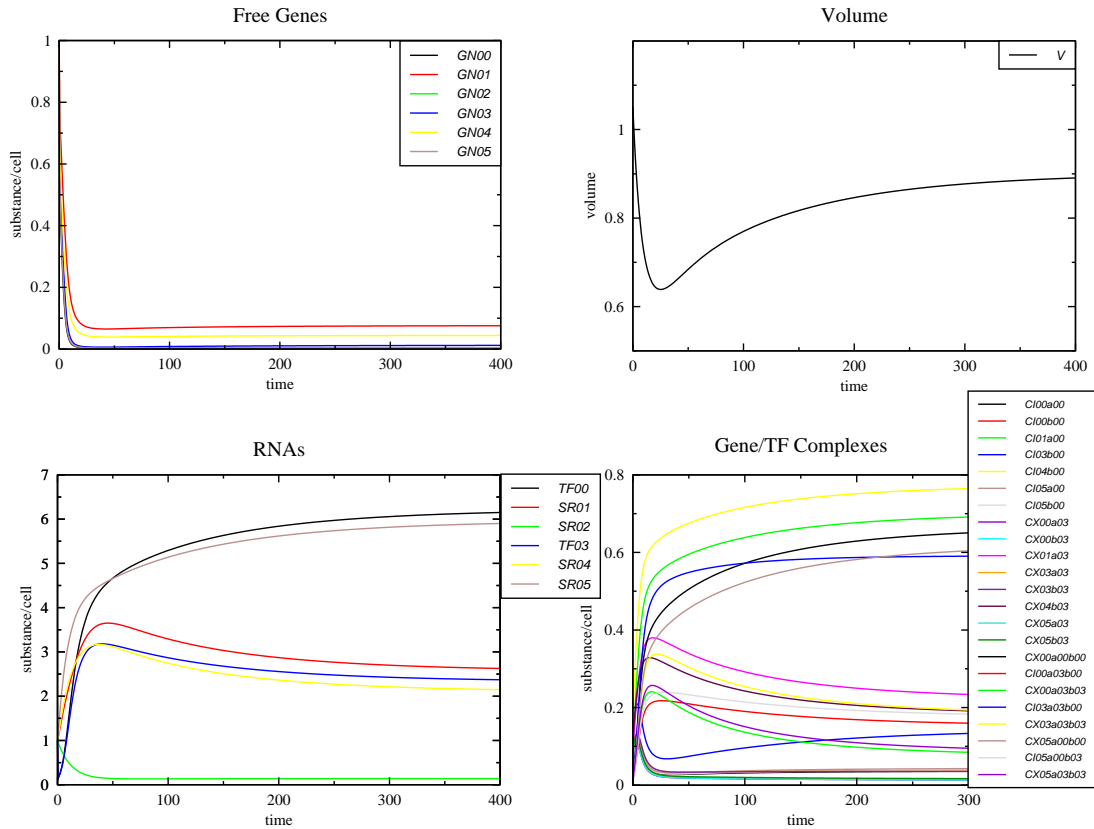 Free Genes
substance/cell
1
0.8
0.6
0.4
0.2
0
0
100
200
300
400
time
GN00
GN01
GN02
GN03
GN04
GN05
Volume
volume
1
0.8
0.6
0
100
200
300
400
time
V
RNAs
substance/cell
7
6
5
4
3
2
1
0
0
100
200
300
400
time
TF00
SR01
SR02
TF03
SR04
SR05
Gene/TF Complexes
substance/cell
0.8
0.6
0.4
0.2
0
0
100
200
300
time
CI00a00
CI00b00
CI01a00
CI03b00
CI04b00
CI05a00
CI05b00
CX00a03
CX00b03
CX01a03
CX03a03
CX03b03
CX04b03
CX05a03
CX05b03
CX00a00b00
CI00a03b00
CX00a03b03
CI03a03b00
CX03a03b03
CX05a00b00
CI05a00b03
CX05a03b03